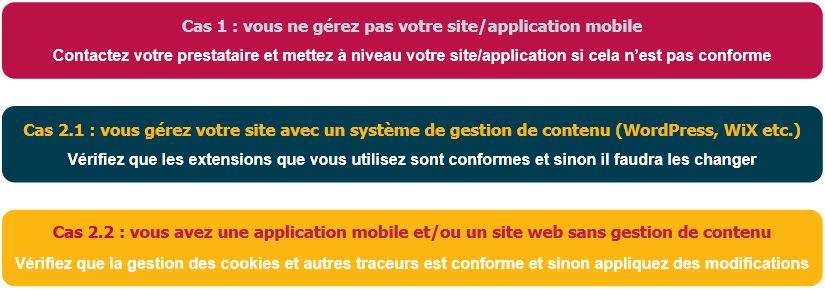 Cas 1 : vous ne gérez pas votre site/application mobile
Contactez votre prestataire et mettez à niveau votre site/application si cela n’est pas conforme
Cas 2.1 : vous gérez votre site avec un système de gestion de contenu (WordPress, WiX etc.)
Vérifiez que les extensions que vous utilisez sont conformes et sinon il faudra les changer
Cas 2.2 : vous avez une application mobile et/ou un site web sans gestion de contenu
Vérifiez que la gestion des cookies et autres traceurs est conforme et sinon appliquez des modifications